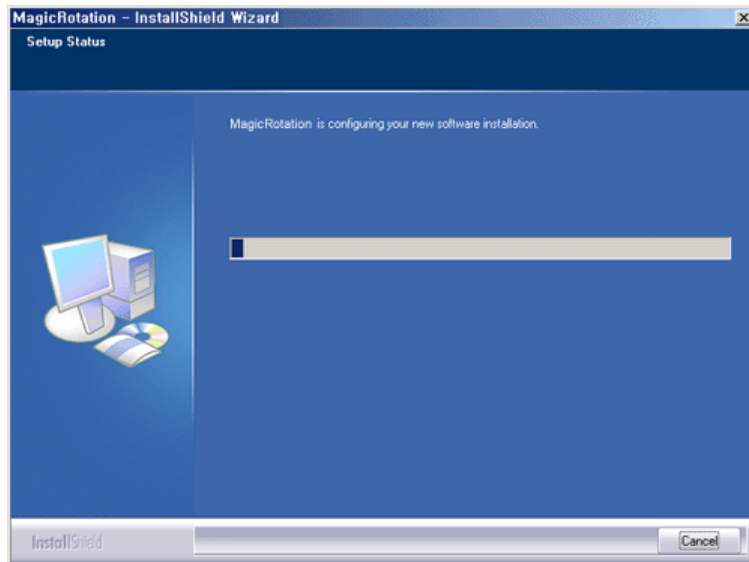 MagicRotation - InstallShield Wizard
Setup Status
MagicRotation is configuring your new software installation.
InstallShield
Cancel